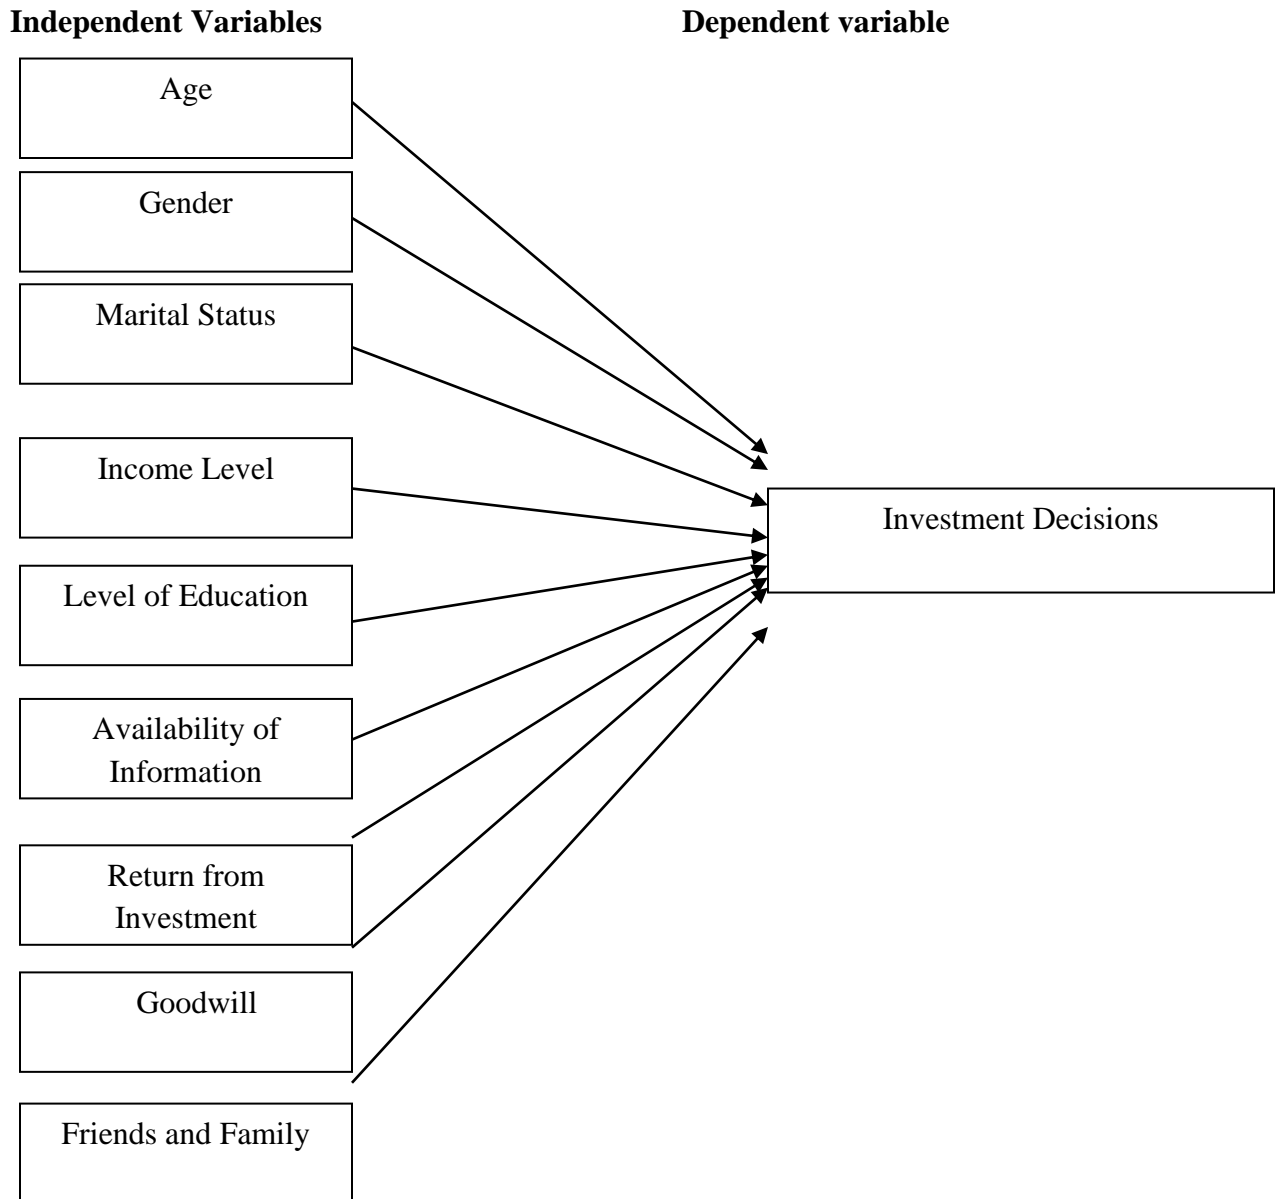 Independent Variables
Dependent variable
Age
Gender
Marital Status
Income Level
Investment Decisions
Level of Education
Availability of
Information
Return from
Investment
Goodwill
Friends and Family